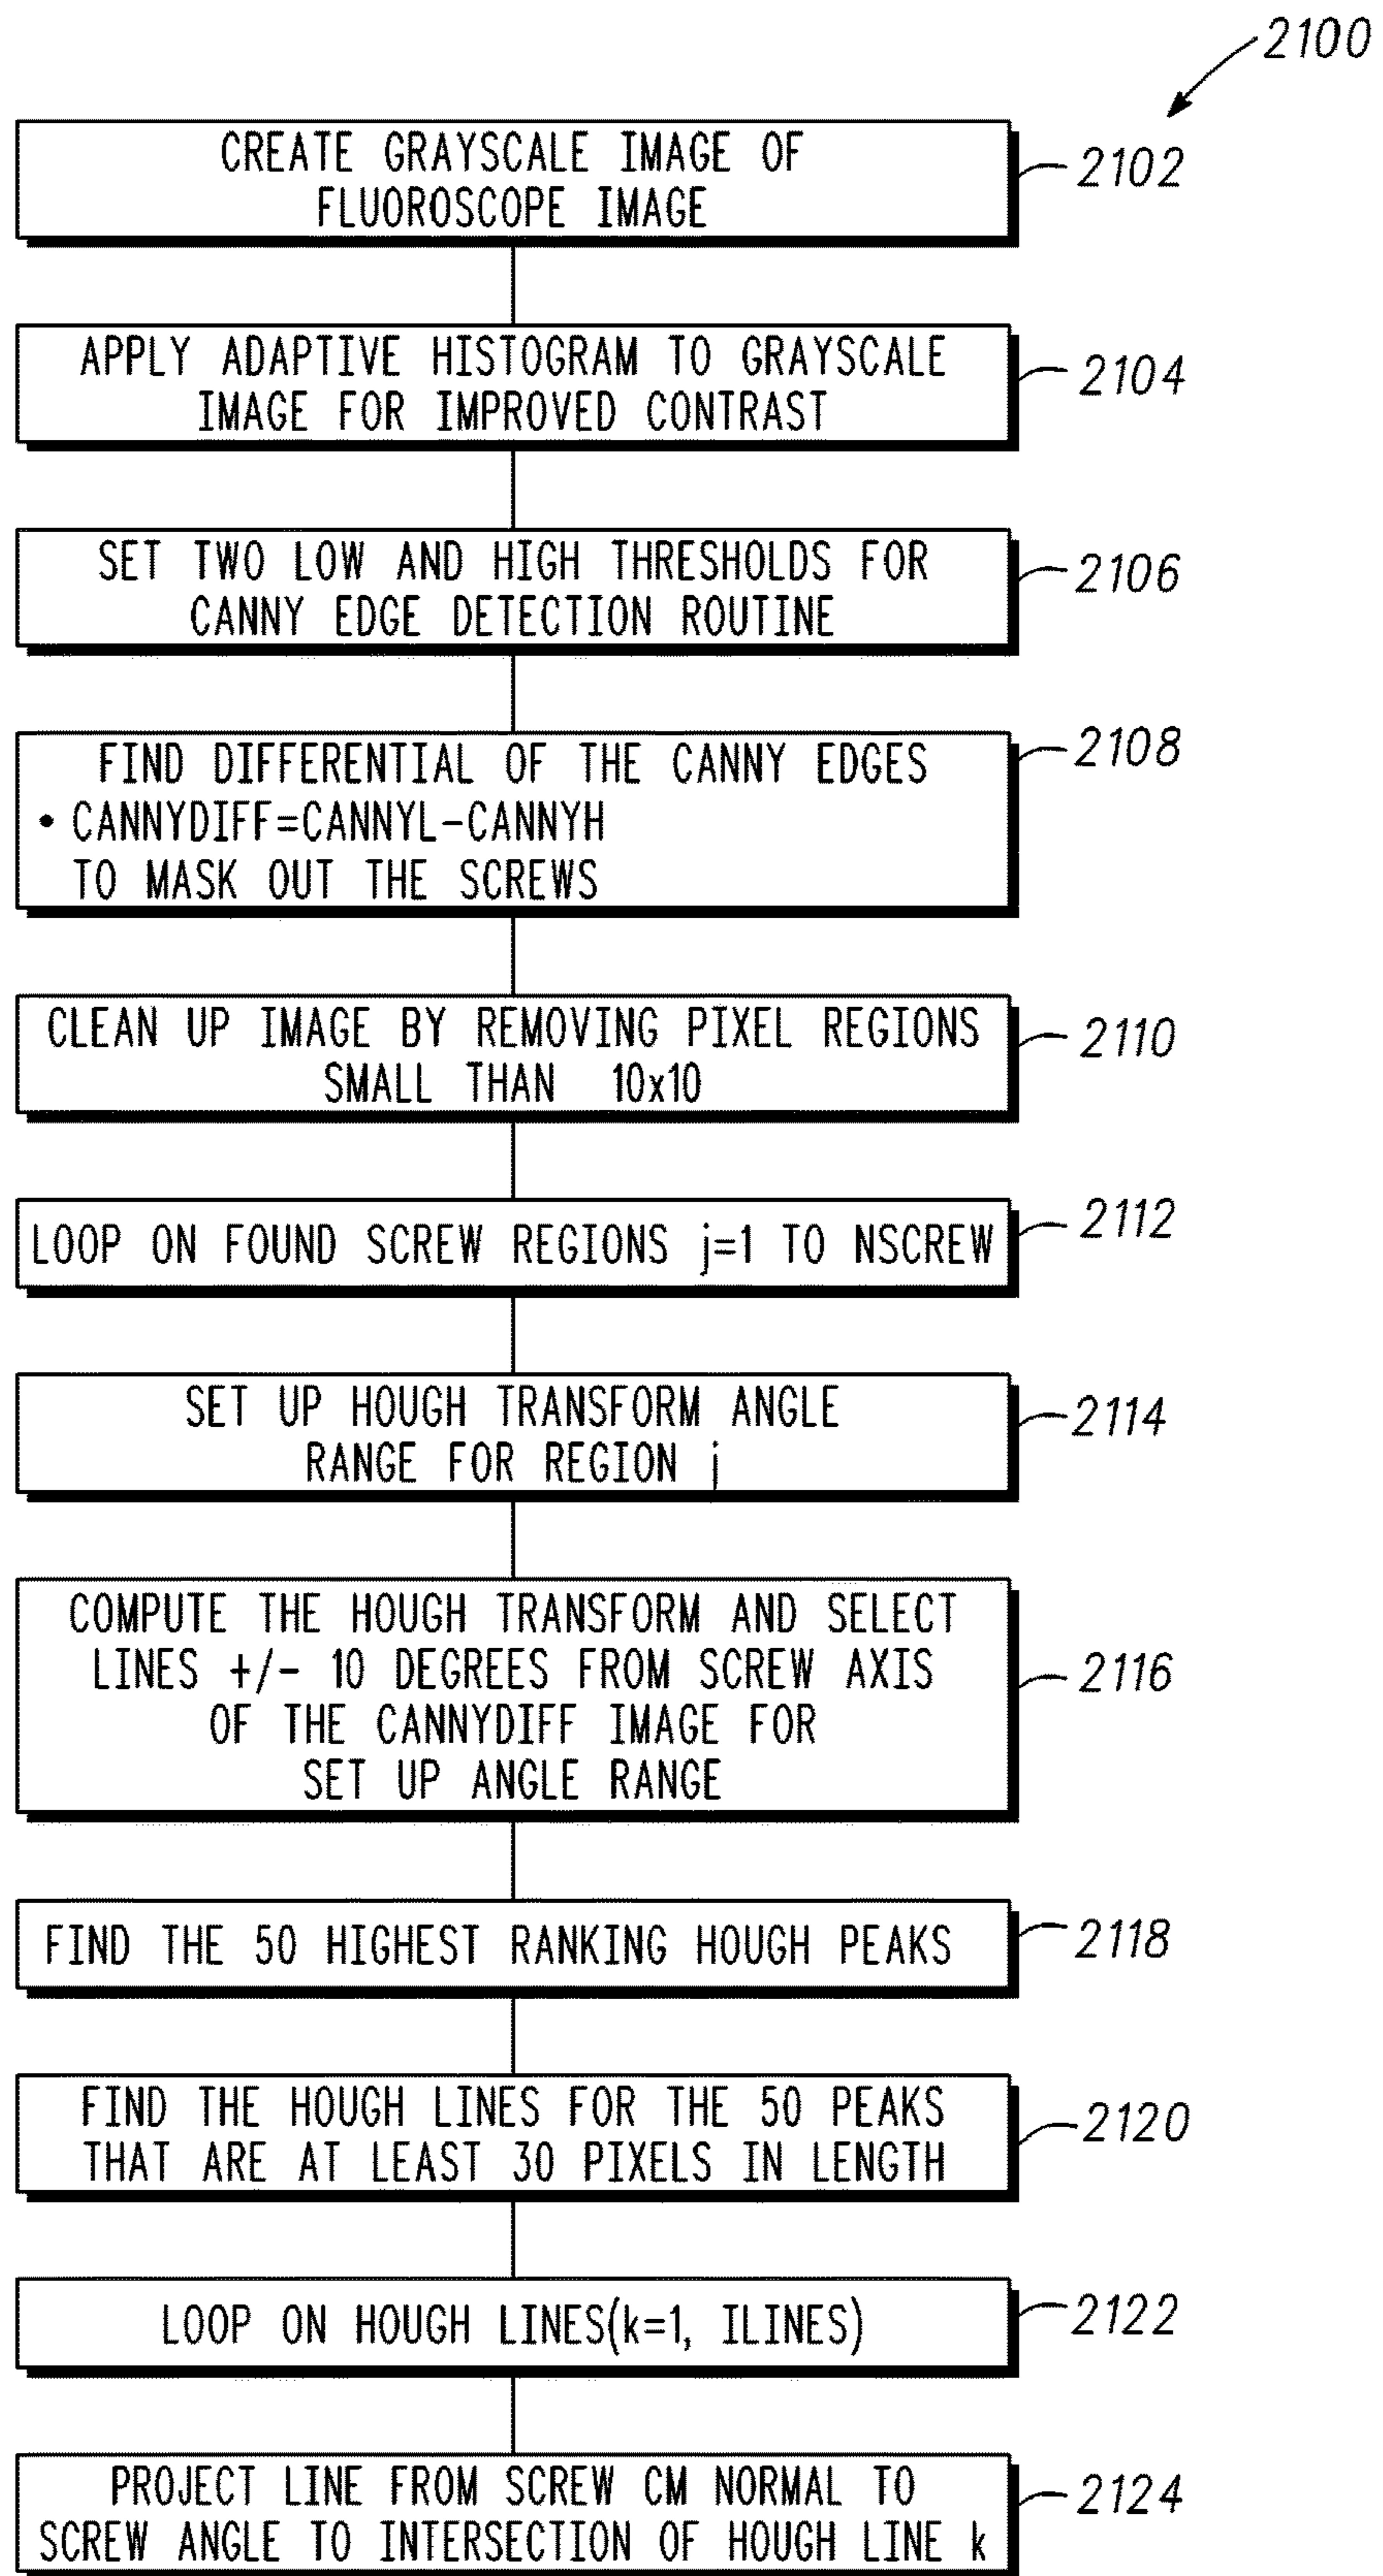 2100
CREATE GRAYSCALE IMAGE OF
FLUOROSCOPE IMAGE
2102
APPLY ADAPTIVE HISTOGRAM TO GRAYSCALE
IMAGE FOR IMPROVED CONTRAST
2104
SET TWO LOW AND HIGH THRESHOLDS FOR
CANNY EDGE DETECTION ROUTINE
2106
FIND DIFFERENTIAL OF THE CANNY EDGES
• CANNYDIFF=CANNYL-CANNYH
TO MASK OUT THE SCREWS
2108
CLEAN UP IMAGE BY REMOVING PIXEL REGIONS
SMALL THAN 10x10
2110
LOOP ON FOUND SCREW REGIONS j=1 TO NSCREW
2112
SET UP HOUGH TRANSFORM ANGLE
RANGE FOR REGION j
2114
COMPUTE THE HOUGH TRANSFORM AND SELECT
LINES +/- 10 DEGREES FROM SCREW AXIS
OF THE CANNYDIFF IMAGE FOR
SET UP ANGLE RANGE
2116
FIND THE 50 HIGHEST RANKING HOUGH PEAKS
2118
FIND THE HOUGH LINES FOR THE 50 PEAKS
THAT ARE AT LEAST 30 PIXELS IN LENGTH
2120
LOOP ON HOUGH LINES(k=1, ILINES)
2122
PROJECT LINE FROM SCREW CM NORMAL TO
SCREW ANGLE TO INTERSECTION OF HOUGH LINE k
2124